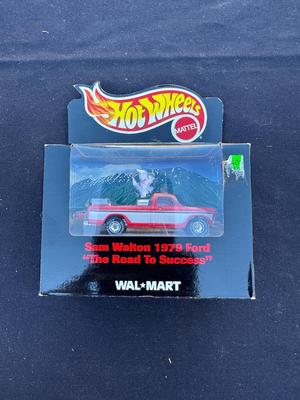 Hot Wheels
MATTEL
Sam Walton 1979 Ford
"The Road To Success"
WAL★MART